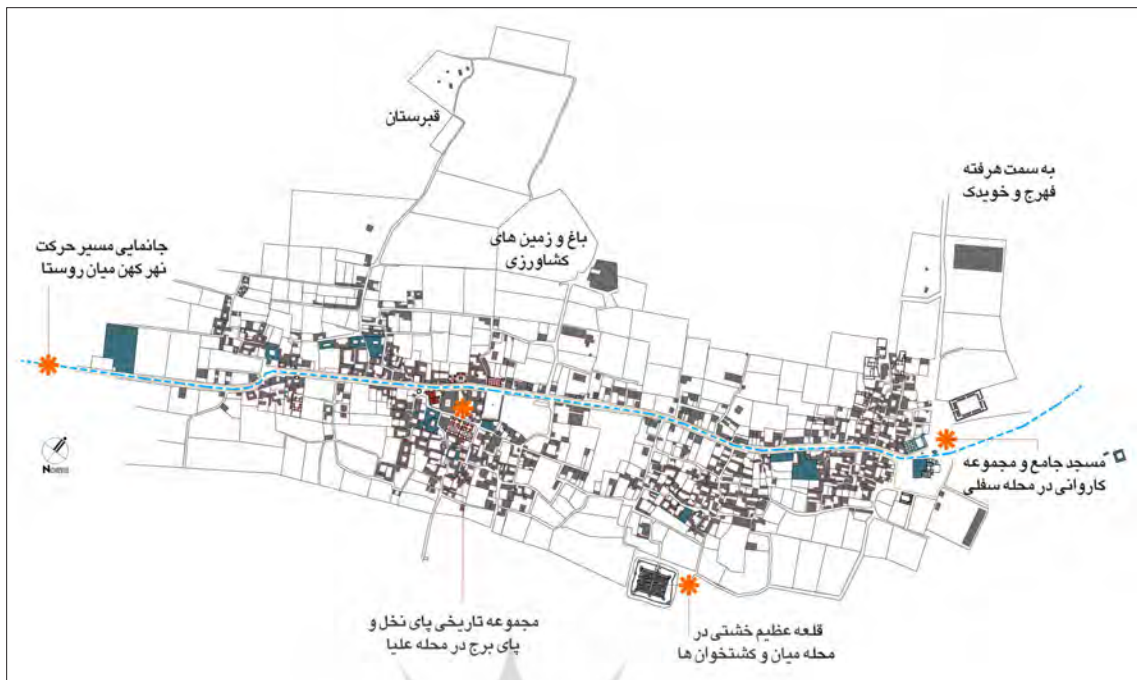 قبرستان
به سمت هرفته
فهرج و خویدک
باغ و زمین های
کشاورزی
جانمایی مسیر حرکت
نهر کهن میان روستا
North
مسجد جامع و مجموعه
کاروانی در محله سفلی
مجموعه تاریخی پای نخل و
پای برج در محله علیا
قلعه عظیم خشتی در
محله میان و کشتخوان ها